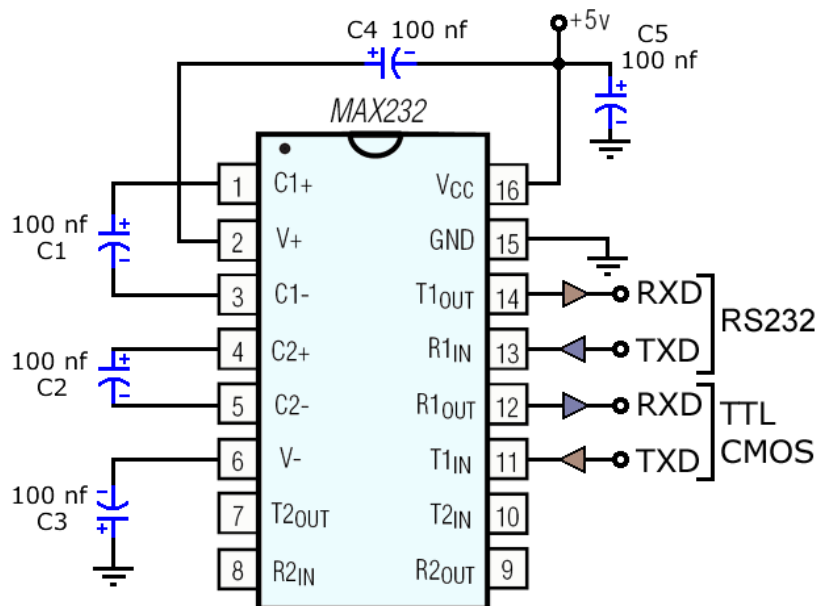 C4 100 nf
+5v
C5
100 nf
+ -
+
-
MAX232
1 C1+ VCC 16
100 nf
C1
+
-
2 V+ GND 15
3 C1- T1OUT 14 RXD
RS232
4 C2+ R1IN 13 TXD
100 nf
C2
+
-
5 C2- R1OUT 12 RXD
TTL
CMOS
6 V- T1IN 11 TXD
100 nf
C3
-
+
7 T2OUT T2IN 10
8 R2IN R2OUT 9